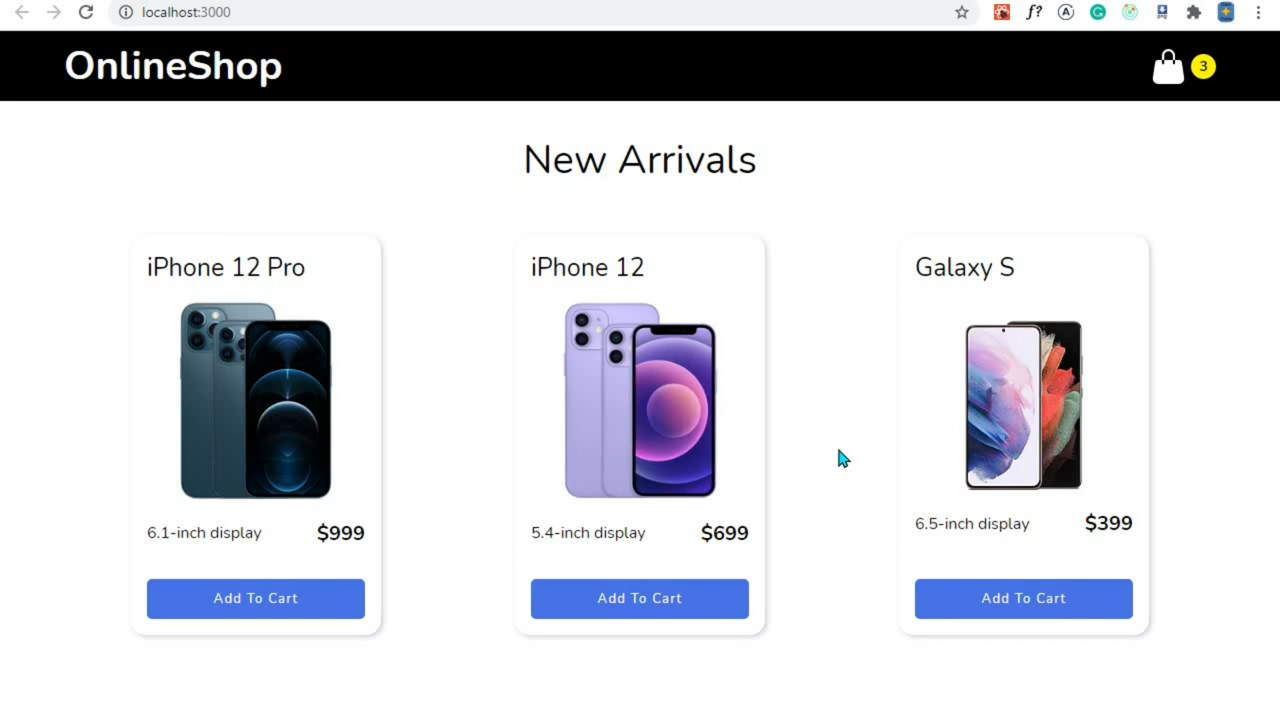 localhost:3000
OnlineShop
3
New Arrivals
iPhone 12 Pro
6.1-inch display $999
Add To Cart
iPhone 12
5.4-inch display $699
Add To Cart
Galaxy S
6.5-inch display $399
Add To Cart